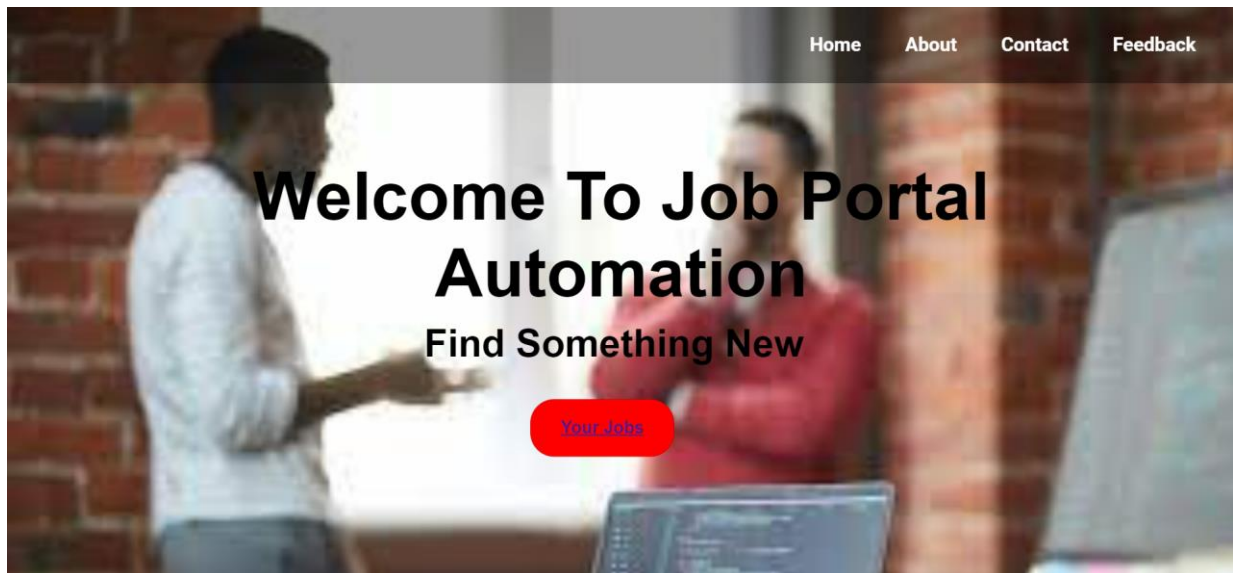 Home About Contact Feedback
Welcome To Job Portal
Automation
Find Something New
Your Jobs